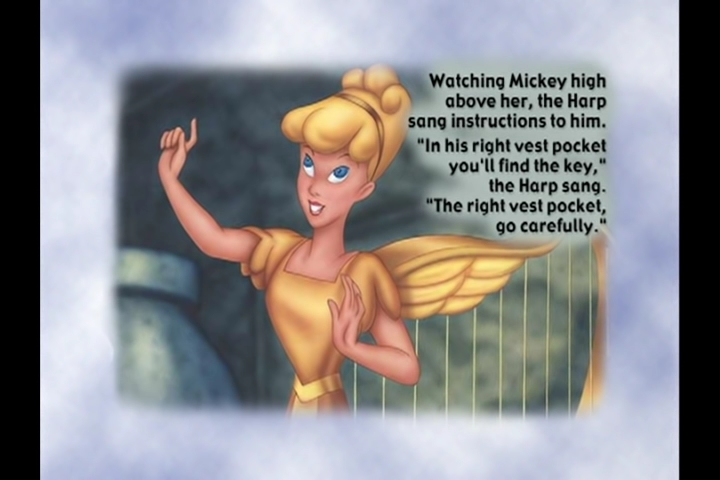 Watching Mickey high
above her, the Harp
sang instructions to him.
"In his right vest pocket
you'll find the key,"
the Harp sang.
"The right vest pocket,
go carefully."